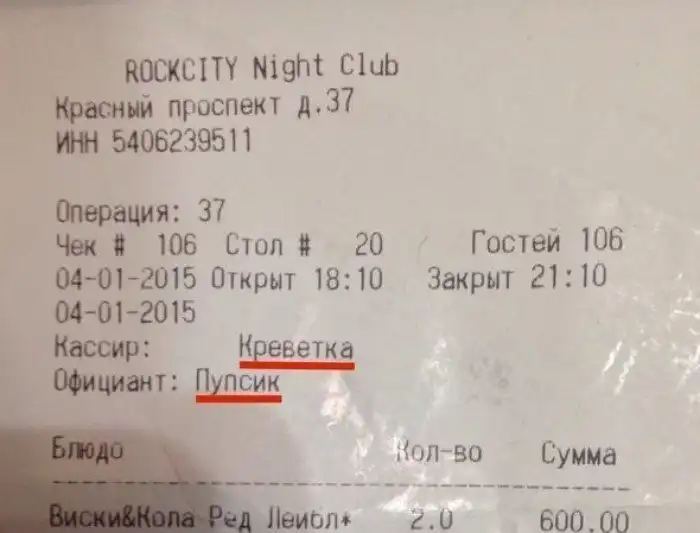 ROCKCITY Night Club
Красный проспект д.37
ИНН 5406239511
Операция: 37
Чек # 106 Стол # 20 Гостей 106
04-01-2015 Открыт 18:10 Закрыт 21:10
04-01-2015
Кассир: Креветка
Официант: Пупсик
Блюдо Кол-во Сумма
Виски&Кола Ред Лейбл* 2.0 600.00